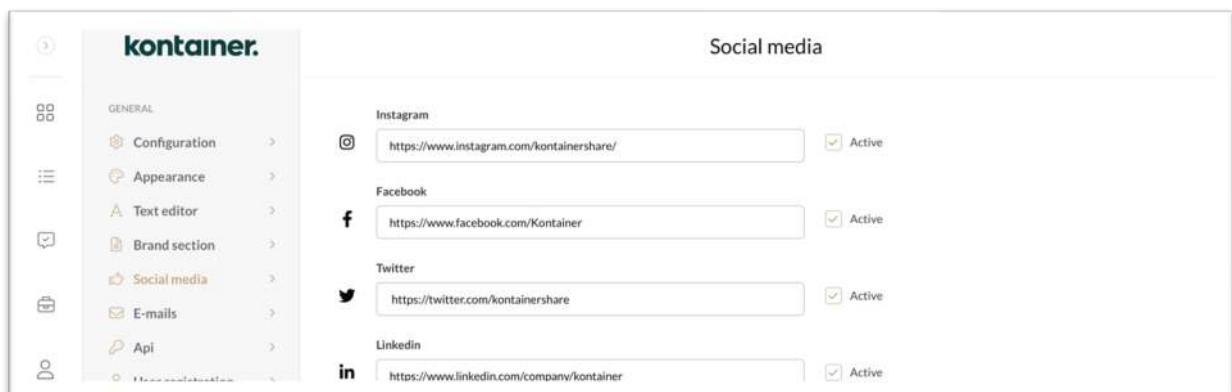 kontainer.
Social media
GENERAL
Configuration
Appearance
Text editor
Brand section
Social media
E-mails
Api
User registration
Instagram
https://www.instagram.com/kontainershare/
Active
Facebook
https://www.facebook.com/Kontainer
Active
Twitter
https://twitter.com/kontainershare
Active
Linkedin
https://www.linkedin.com/company/kontainer
Active